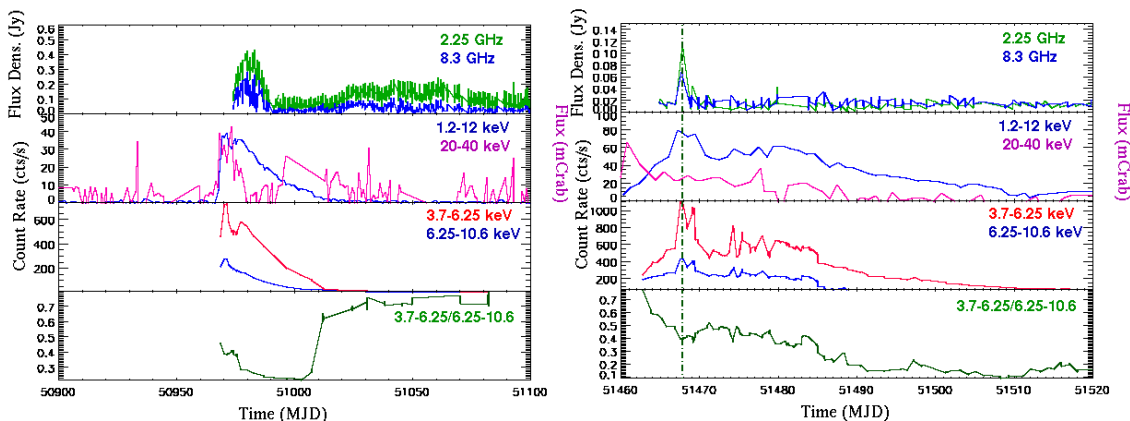 Flux Dens. (Jy)
0.6
0.5
0.4
0.3
0.2
0.1
0.0
2.25 GHz
8.3 GHz
Count Rate (cts/s)
50
40
30
20
10
0
1.2-12 keV
20-40 keV
Flux (mCrab)
600
400
200
3.7-6.25 keV
6.25-10.6 keV
0.7
0.6
0.5
0.4
0.3
3.7-6.25/6.25-10.6
50900 50950 51000 51050 51100
Time (MJD)
Flux Dens. (Jy)
0.14
0.12
0.10
0.08
0.06
0.04
0.02
0.00
2.25 GHz
8.3 GHz
Count Rate (cts/s)
100
80
60
40
20
0
1.2-12 keV
20-40 keV
Flux (mCrab)
1000
800
600
400
200
3.7-6.25 keV
6.25-10.6 keV
0.7
0.6
0.5
0.4
0.3
0.2
0.1
3.7-6.25/6.25-10.6
51460 51470 51480 51490 51500 51510 51520
Time (MJD)